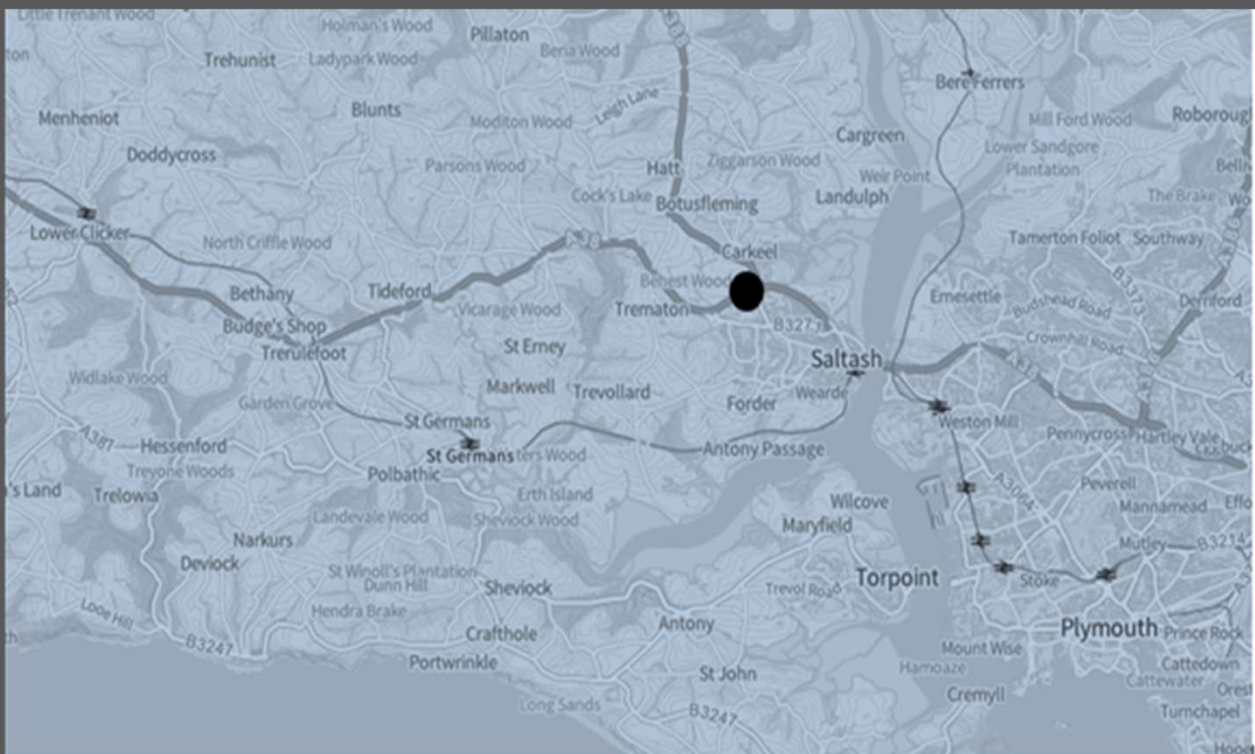 Little Trenant Wood
Holman's Wood
Pillaton
Beria Wood
Trehunist
Ladypark Wood
Bere Ferrers
Leigh Lane
Menheniot
Blunts
Moditon Wood
Mill Ford Wood
Cargreen
Lower Sandgore
Plantation
Doddycross
Parsons Wood
Hatt
Ziggarson Wood
Weir Point
Cock's Lake
Botusfleming
Landulph
The Brake
Lower Clicker
North Criffle Wood
Tamerton Foliot
Southway
Carkeel
Bethany
Tideford
Vicarage Wood
Trematon
B3271
Budshead Road
B3373
Budge's Shop
Trerulefoot
St Erney
Saltash
Crownhill Road
Widlake Wood
Markwell
Trevollard
Wearde
Garden Grove
Forder
St Germans
Weston Mill
A387
Hessenford
St Germans
Antony Passage
Pennycross
Hartley Vale
Treyone Woods
Polbathic
's Land
Trelowia
Erth Island
Wilcove
A3064
Peverell
Mannamead
Landevale Wood
Sheviock Wood
Maryfield
Narkurs
Mutley
B3214
Deviock
St Winoll's Plantation
Dunn Hill
Sheviock
Trevol Road
Torpoint
Stoke
Looe Hill
Hendra Brake
Crafthole
Antony
Plymouth
Prince Rock
B3247
Portwrinkle
St John
Mount Wise
Hamoaze
Cattedown
Cattewater
Long Sands
B3247
Cremyll
Turnchapel